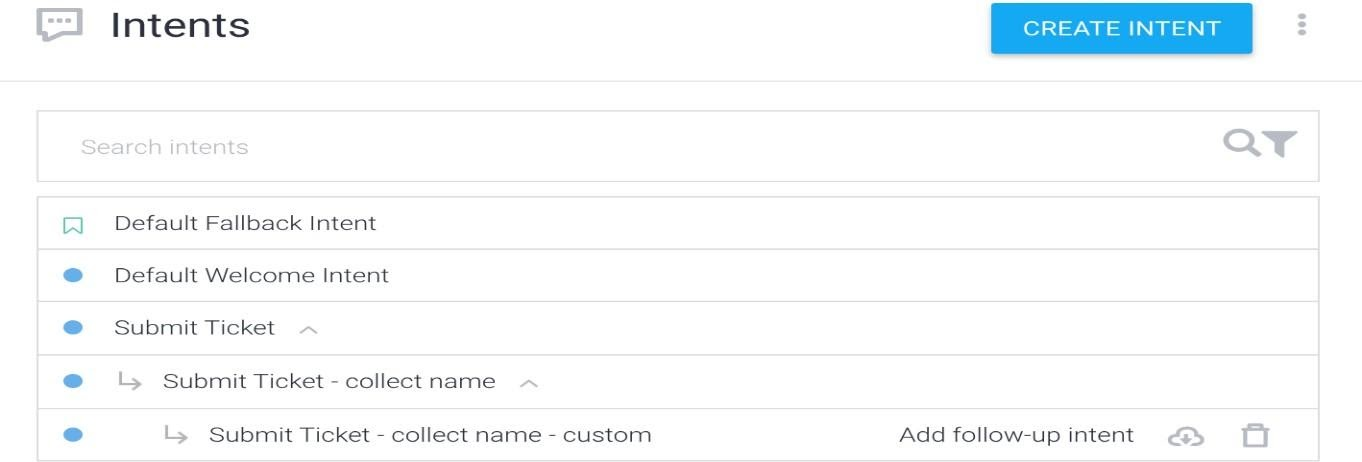 Intents
CREATE INTENT
Search intents
Default Fallback Intent
Default Welcome Intent
Submit Ticket
Submit Ticket - collect name
Submit Ticket - collect name - custom
Add follow-up intent